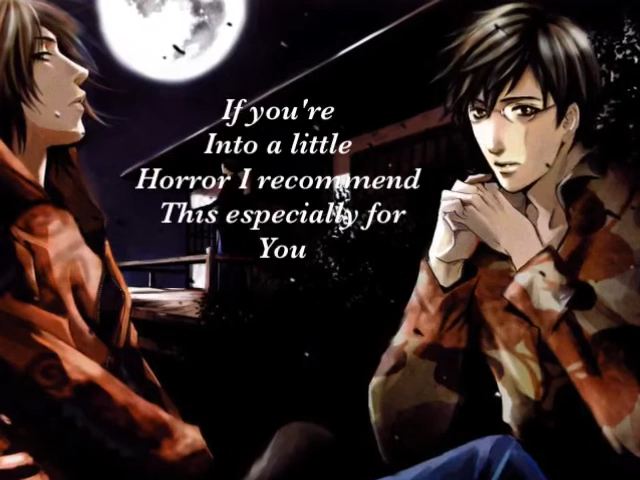 If you're
Into a little
Horror I recommend
This especially for
You